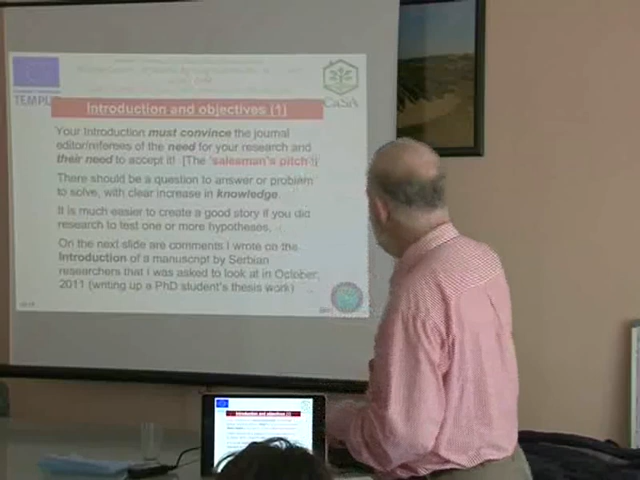 TEMPU
CaSA
Introduction and objectives (1)
Your Introduction must convince the journal
editor/referees of the need for your research and
their need to accept it! [The 'salesman's pitch'!]
There should be a question to answer or problem
to solve, with clear increase in knowledge.
It is much easier to create a good story if you did
research to test one or more hypotheses.
On the next slide are comments I wrote on the
Introduction of a manuscript by Serbian
researchers that I was asked to look at in October,
2011 (writing up a PhD student's thesis work)
Introduction and objectives (1)